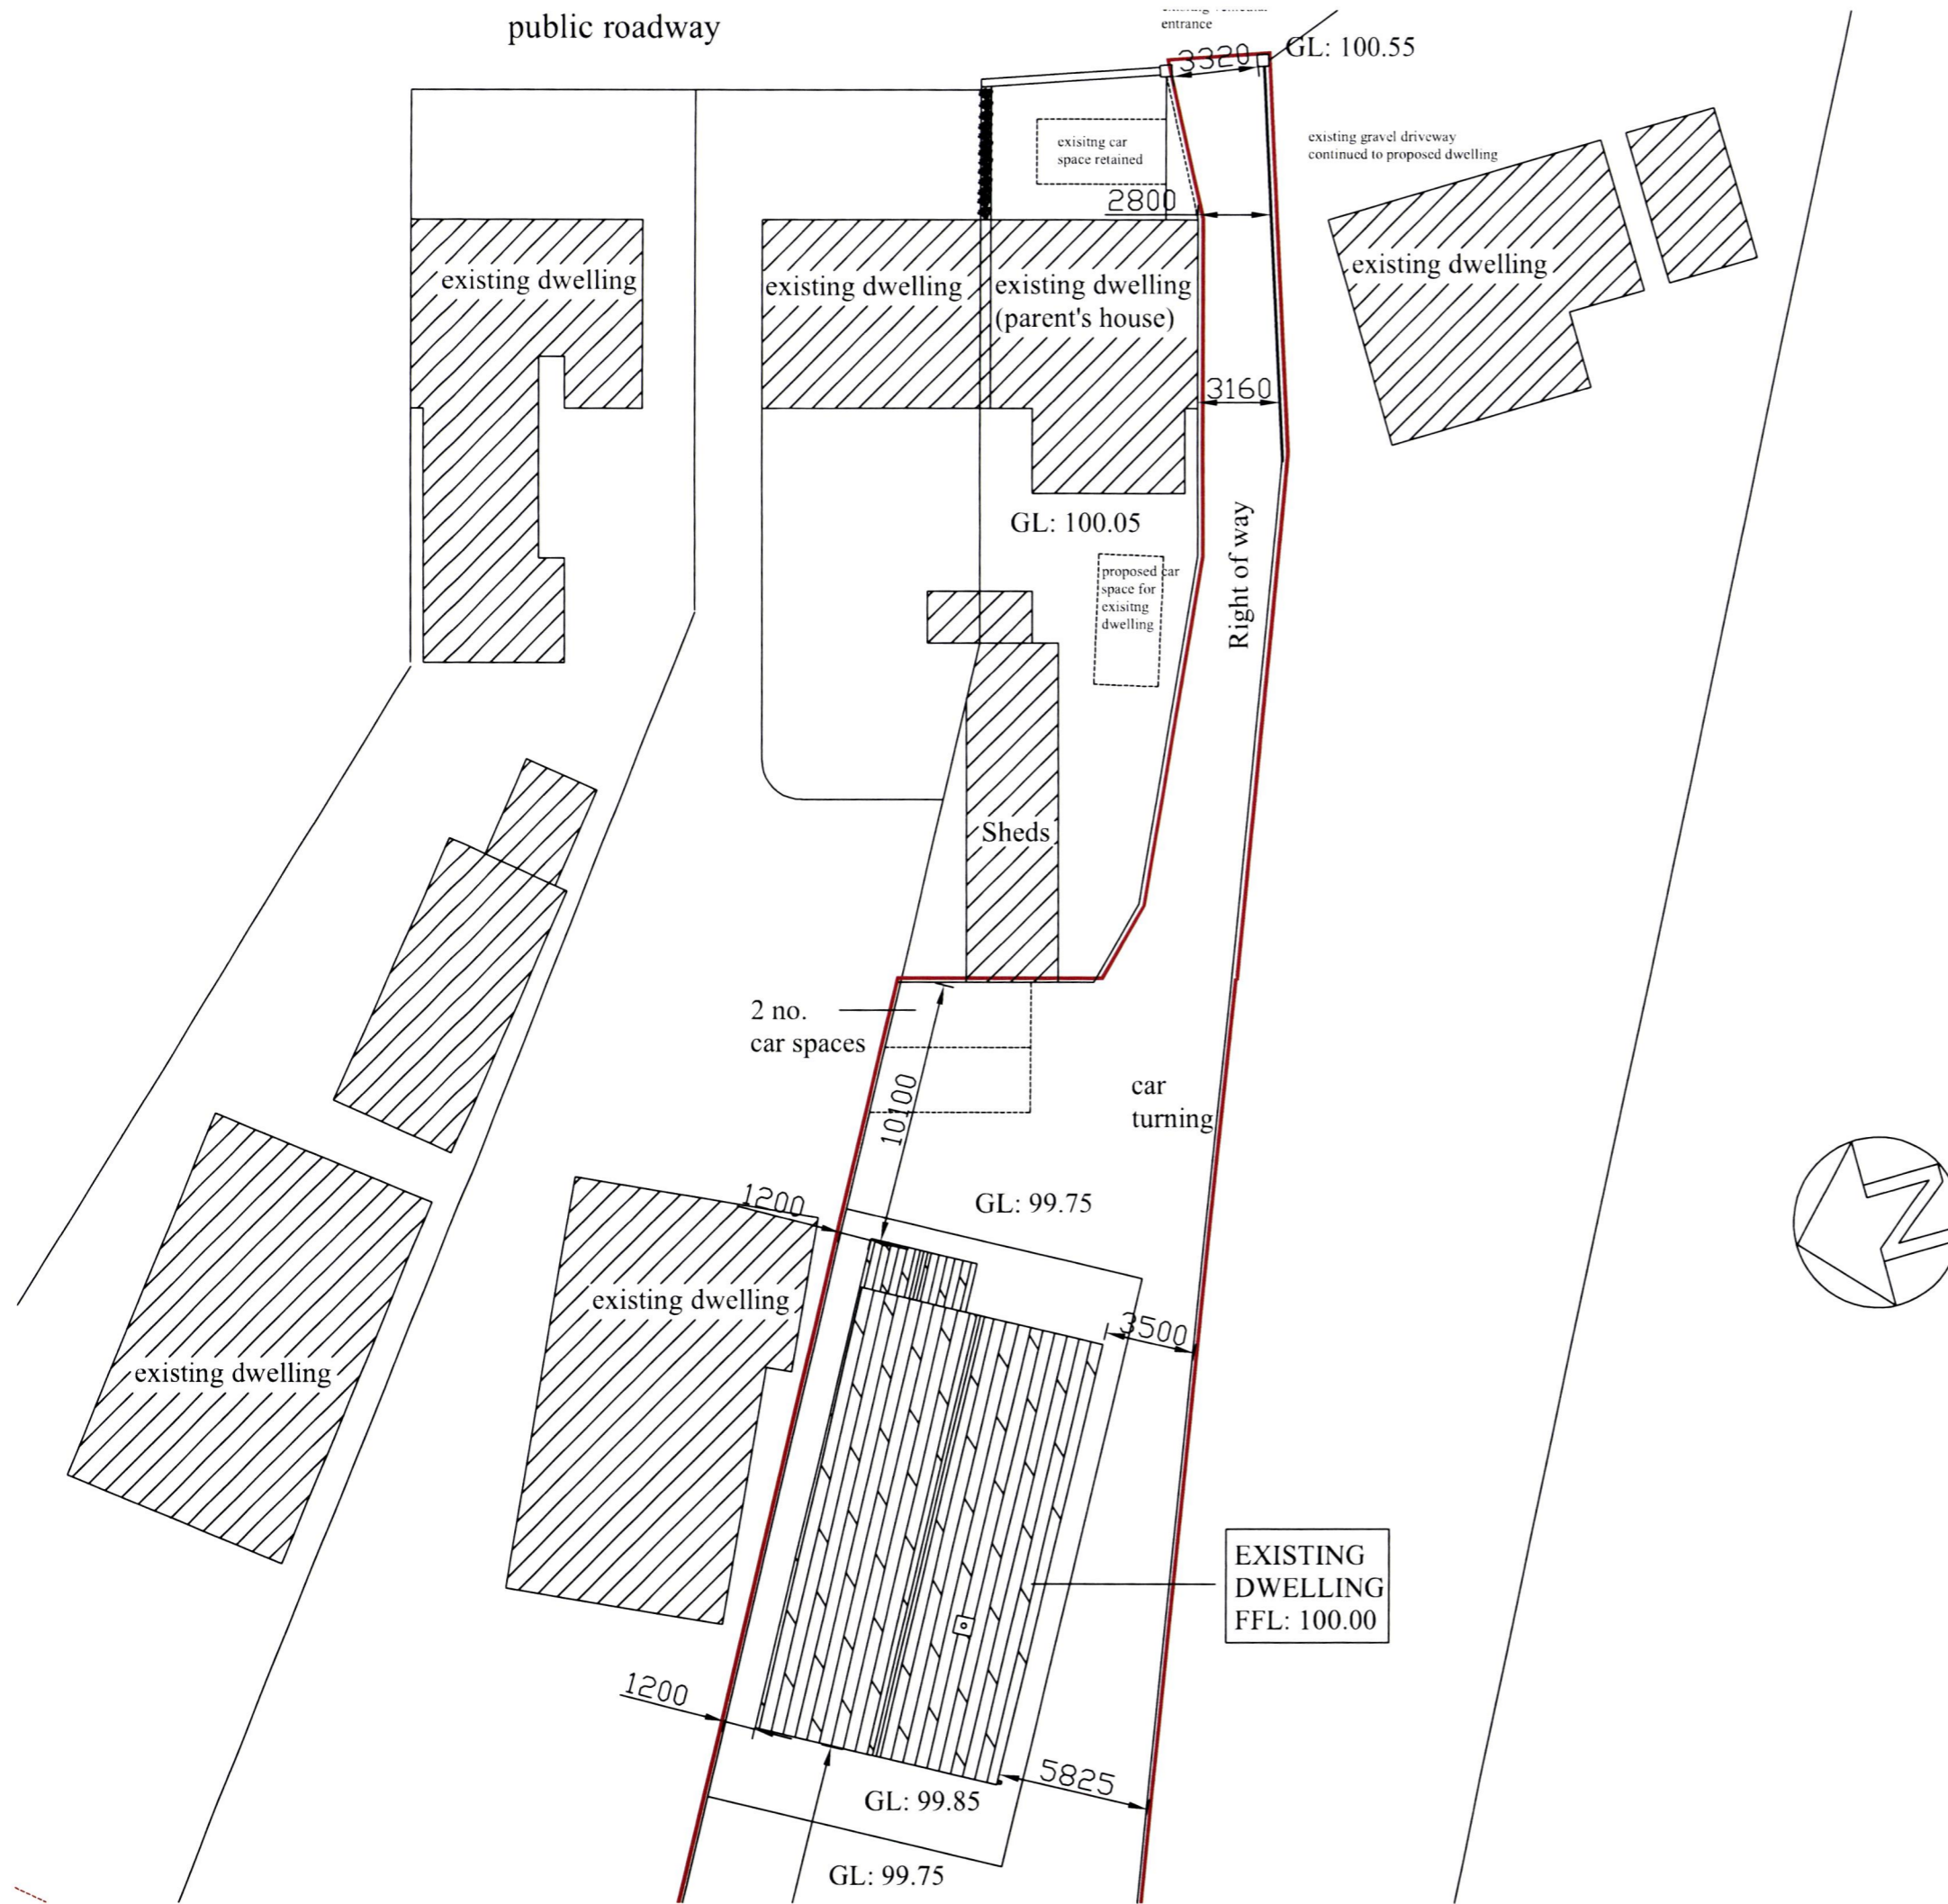 public roadway
entrance
3320
GL: 100.55
exisitng car
space retained
existing gravel driveway
continued to proposed dwelling
2800
existing dwelling
existing dwelling
existing dwelling
(parent's house)
existing dwelling
3160
GL: 100.05
Right of way
proposed car
space for
exisitng
dwelling
Sheds
2 no.
car spaces
10100
car
turning
1200
GL: 99.75
existing dwelling
3500
existing dwelling
EXISTING
DWELLING
FFL: 100.00
1200
5825
GL: 99.85
GL: 99.75
N